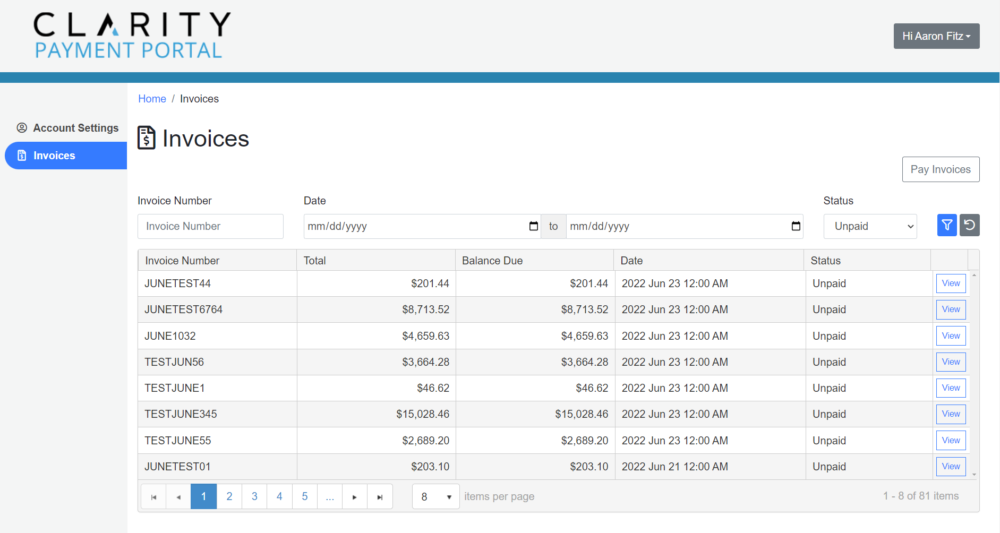 CLARITY
PAYMENT PORTAL
Hi Aaron Fitz
Home / Invoices
Account Settings
Invoices
Invoices
Pay Invoices
Invoice Number Date Status
Invoice Number mm/dd/yyyy to mm/dd/yyyy Unpaid
Invoice Number Total Balance Due Date Status
JUNETEST44 $201.44 $201.44 2022 Jun 23 12:00 AM Unpaid View
JUNETEST6764 $8,713.52 $8,713.52 2022 Jun 23 12:00 AM Unpaid View
JUNE1032 $4,659.63 $4,659.63 2022 Jun 23 12:00 AM Unpaid View
TESTJUN56 $3,664.28 $3,664.28 2022 Jun 23 12:00 AM Unpaid View
TESTJUNE1 $46.62 $46.62 2022 Jun 23 12:00 AM Unpaid View
TESTJUNE345 $15,028.46 $15,028.46 2022 Jun 23 12:00 AM Unpaid View
TESTJUNE55 $2,689.20 $2,689.20 2022 Jun 23 12:00 AM Unpaid View
JUNETEST01 $203.10 $203.10 2022 Jun 21 12:00 AM Unpaid View
1 2 3 4 5 ... 8 items per page 1 - 8 of 81 items